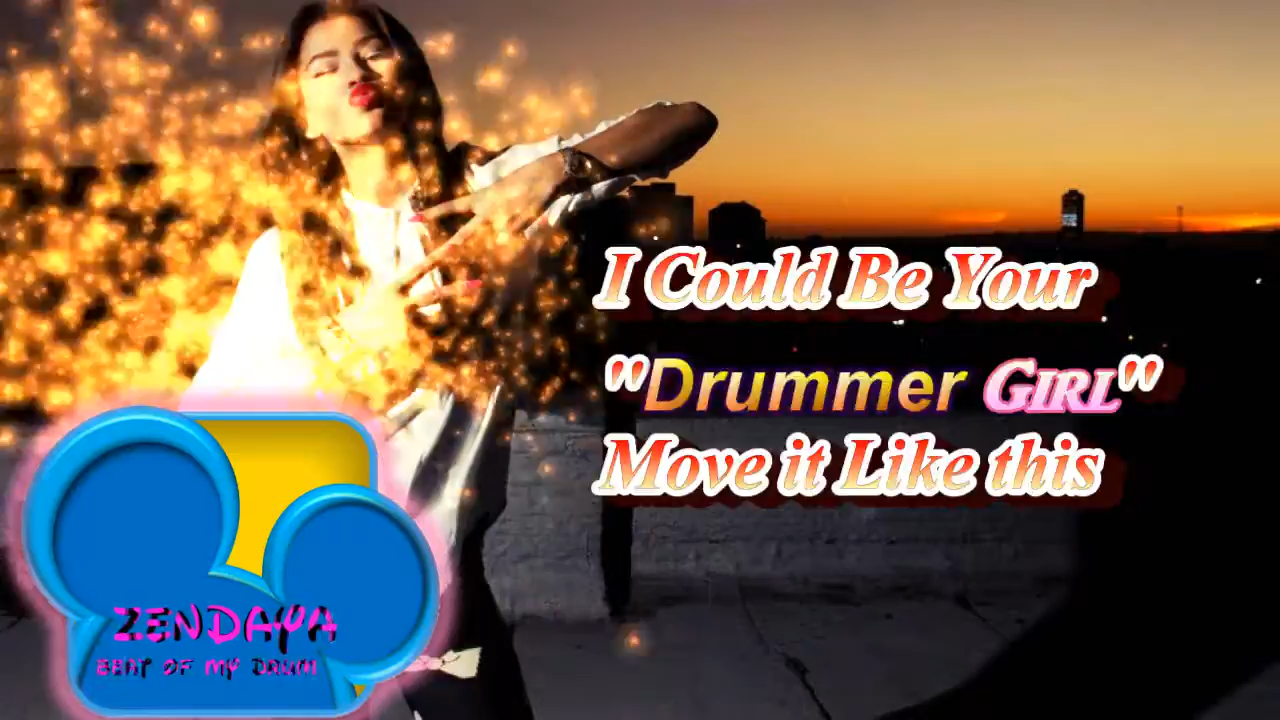 I Could Be Your
"Drummer GIRL"
Move it Like this
ZENDAYA
BEAT OF MY DRUM